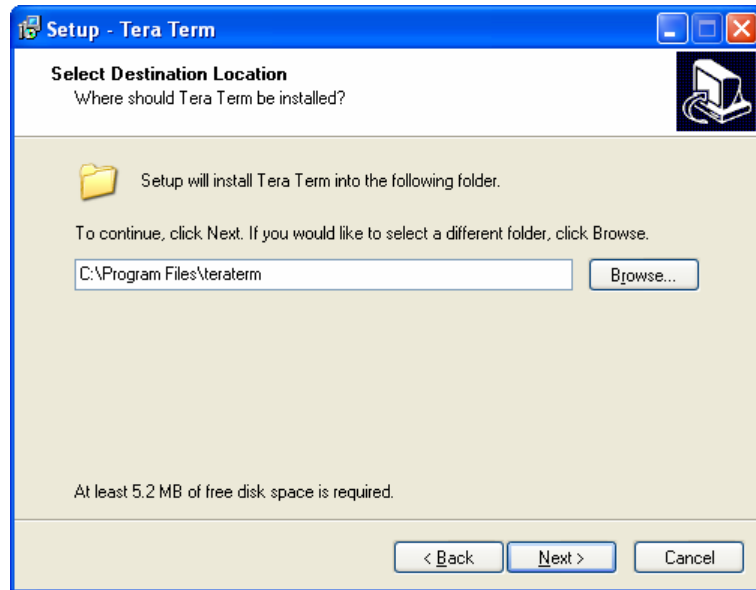 Setup - Tera Term
Select Destination Location
Where should Tera Term be installed?
Setup will install Tera Term into the following folder.
To continue, click Next. If you would like to select a different folder, click Browse.
C:\Program Files\teraterm
Browse...
At least 5.2 MB of free disk space is required.
< Back
Next >
Cancel